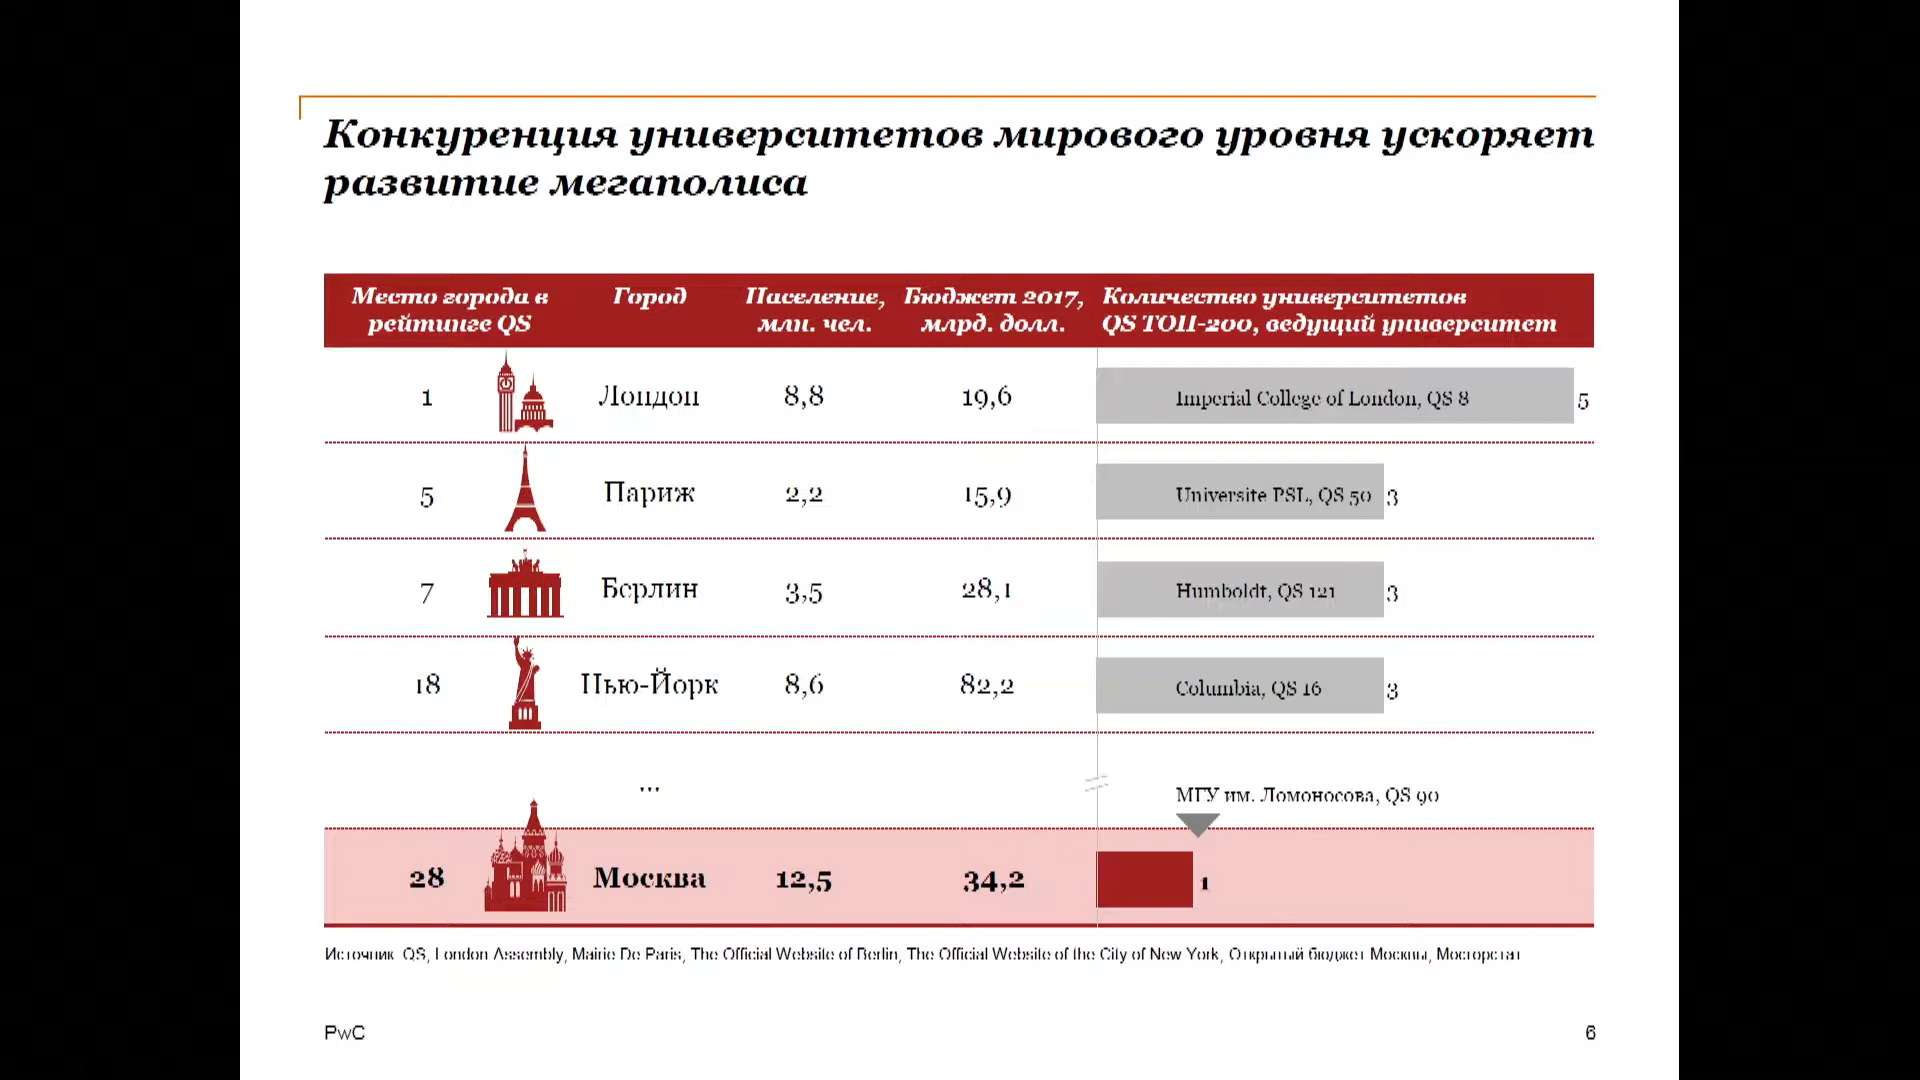 Конкуренция университетов мирового уровня ускоряет
развитие мегаполиса
Место города в рейтинге QS
Город
Население, млн. чел.
Бюджет 2017, млрд. долл.
Количество университетов
QS ТОП-200, ведущий университет
1 Лондон 8,8 19,6 Imperial College of London, QS 8 5
5 Париж 2,2 15,9 Universite PSL, QS 50 3
7 Берлин 3,5 28,1 Humboldt, QS 121 3
18 Нью-Йорк 8,6 82,2 Columbia, QS 16 3
...
МГУ им. Ломоносова, QS 90
28 Москва 12,5 34,2 1
Источник: QS, London Assembly, Mairie De Paris, The Official Website of Berlin, The Official Website of the City of New York, Открытый бюджет Москвы, Мосгорстат
PwC 6